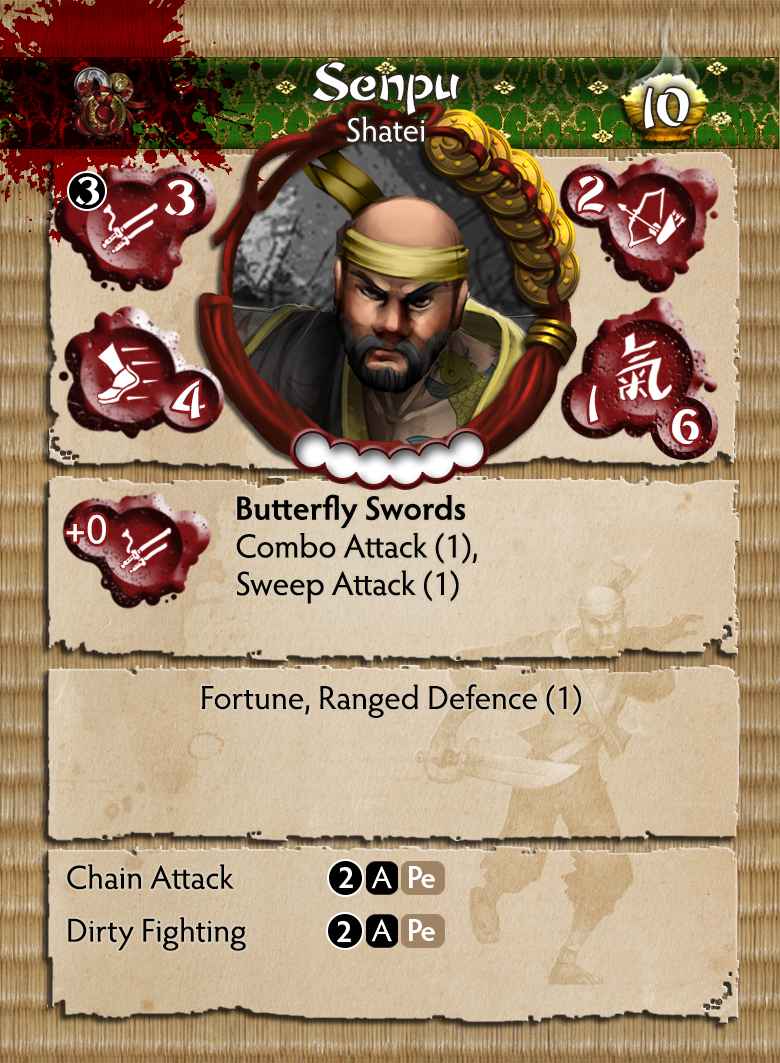 Senpu
10
Shatei
3 3
2
4
氣
1 6
+0
Butterfly Swords
Combo Attack (1),
Sweep Attack (1)
Fortune, Ranged Defence (1)
Chain Attack 2 A Pe
Dirty Fighting 2 A Pe